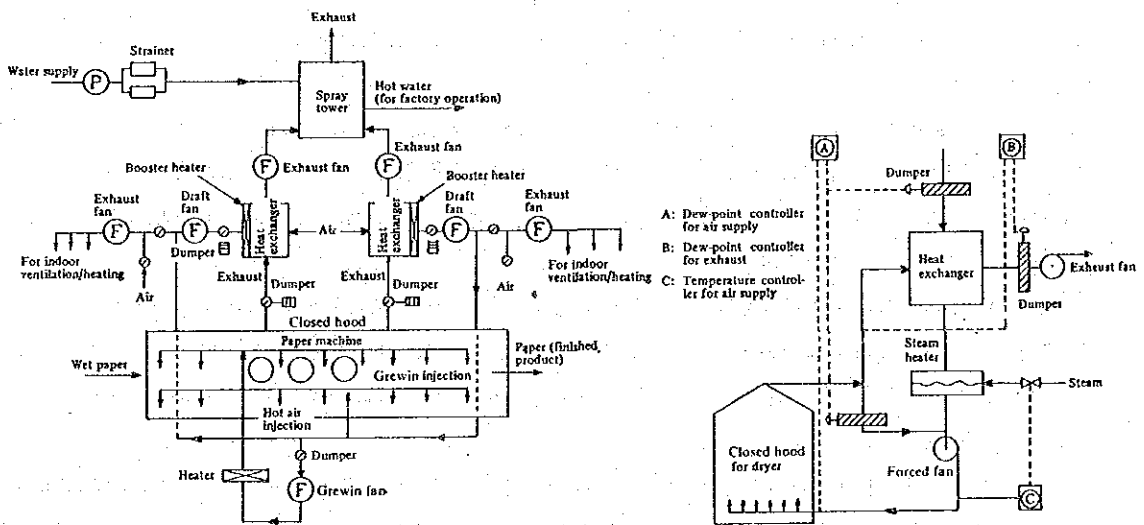 Exhaust
Strainer
Water supply
P
Spray
tower
Hot water
(for factory operation)
F
Exhaust fan
F
Exhaust fan
Booster heater
Booster heater
Exhaust
fan
Draft
fan
Draft
fan
Exhaust
fan
F
F
F
F
Heat
exchanger
Air
Heat
exchanger
For indoor
ventilation/heating
Dumper
Exhaust
Exhaust
For indoor
ventilation/heating
Air
Dumper
Dumper
Air
Closed hood
Paper machine
Wet paper
Paper (finished
product)
Grewin injection
Hot air
injection
Dumper
Heater
F
Grewin fan
A
B
Dumper
A: Dew-point controller
for air supply
B: Dew-point controller
for exhaust
C: Temperature control-
ler for air supply
Heat
exchanger
Exhuast fan
Dumper
Steam
heater
Steam
Closed hood
for dryer
Forced fan
C